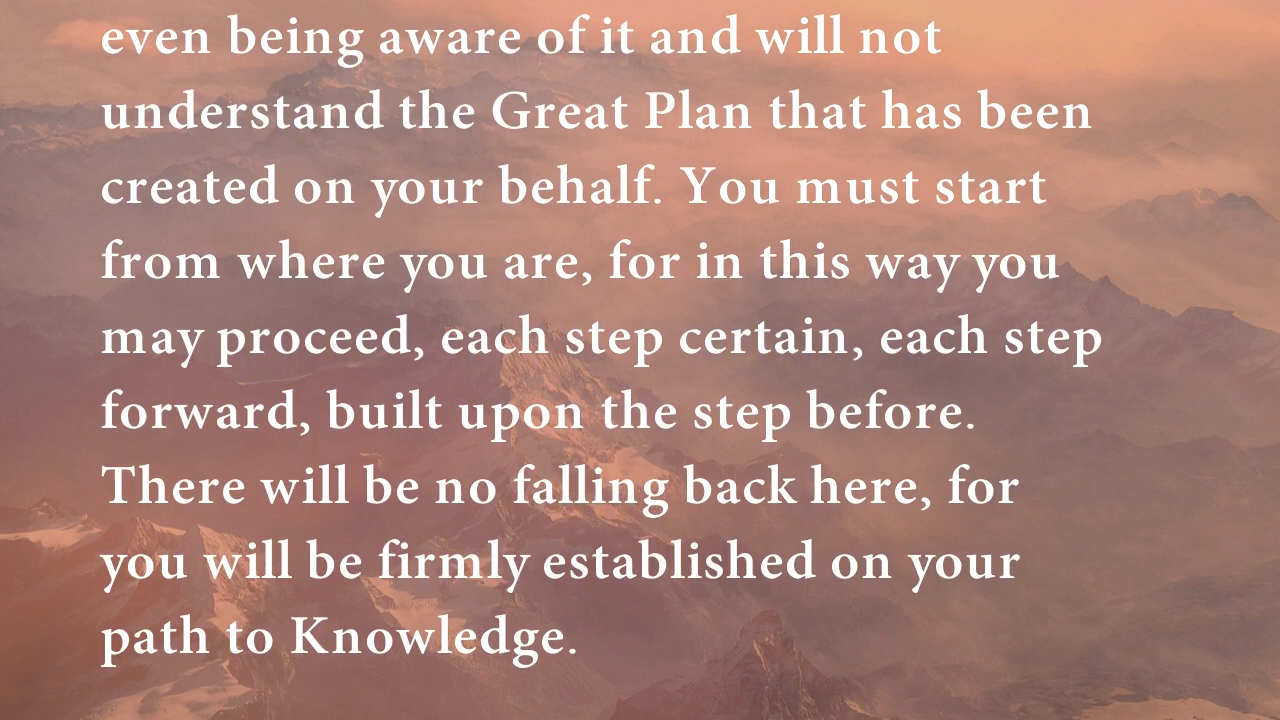 even being aware of it and will not
understand the Great Plan that has been
created on your behalf. You must start
from where you are, for in this way you
may proceed, each step certain, each step
forward, built upon the step before.
There will be no falling back here, for
you will be firmly established on your
path to Knowledge.